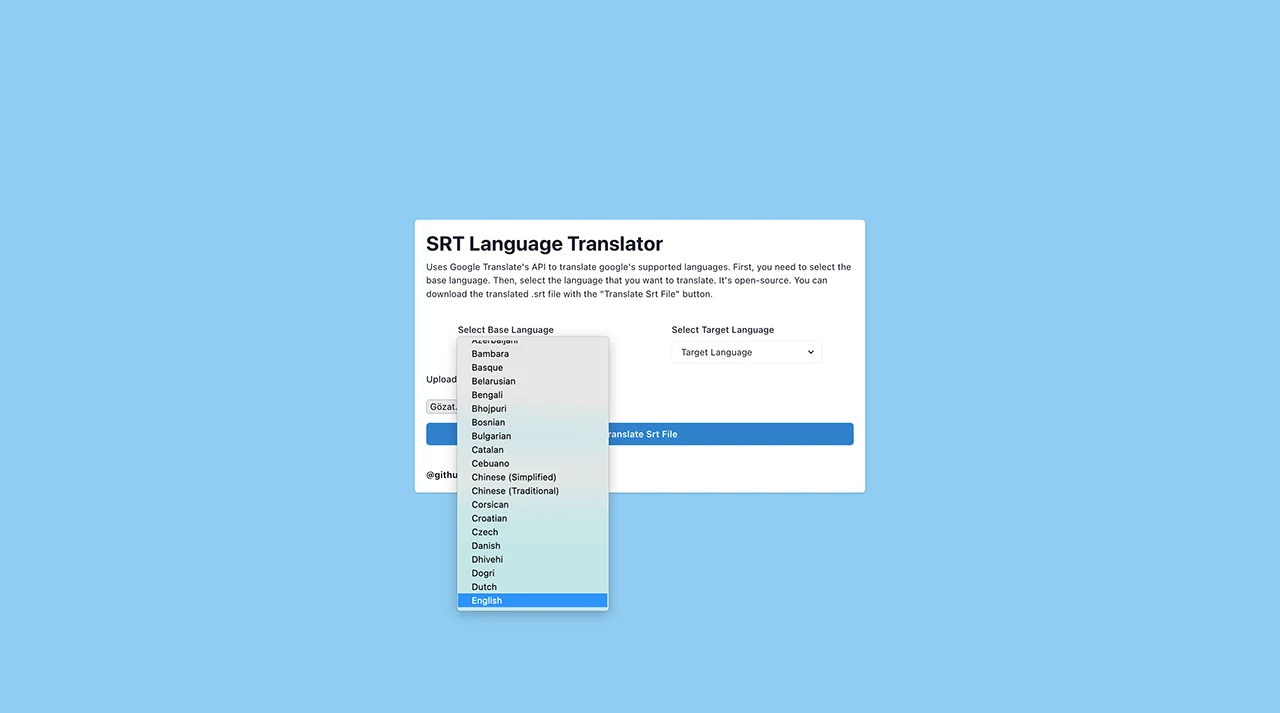 SRT Language Translator
Uses Google Translate's API to translate google's supported languages. First, you need to select the
base language. Then, select the language that you want to translate. It's open-source. You can
download the translated .srt file with the "Translate Srt File" button.
Select Base Language
Select Target Language
Target Language
Azerbaijani
Bambara
Basque
Belarusian
Bengali
Bhojpuri
Bosnian
Bulgarian
Catalan
Cebuano
Chinese (Simplified)
Chinese (Traditional)
Corsican
Croatian
Czech
Danish
Dhivehi
Dogri
Dutch
English
Upload
Gözat.
ranslate Srt File
@githu